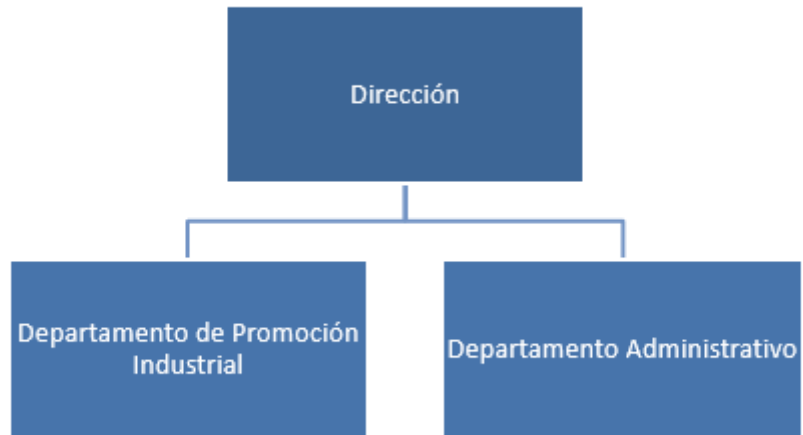 Dirección
Departamento de Promoción
Industrial
Departamento Administrativo